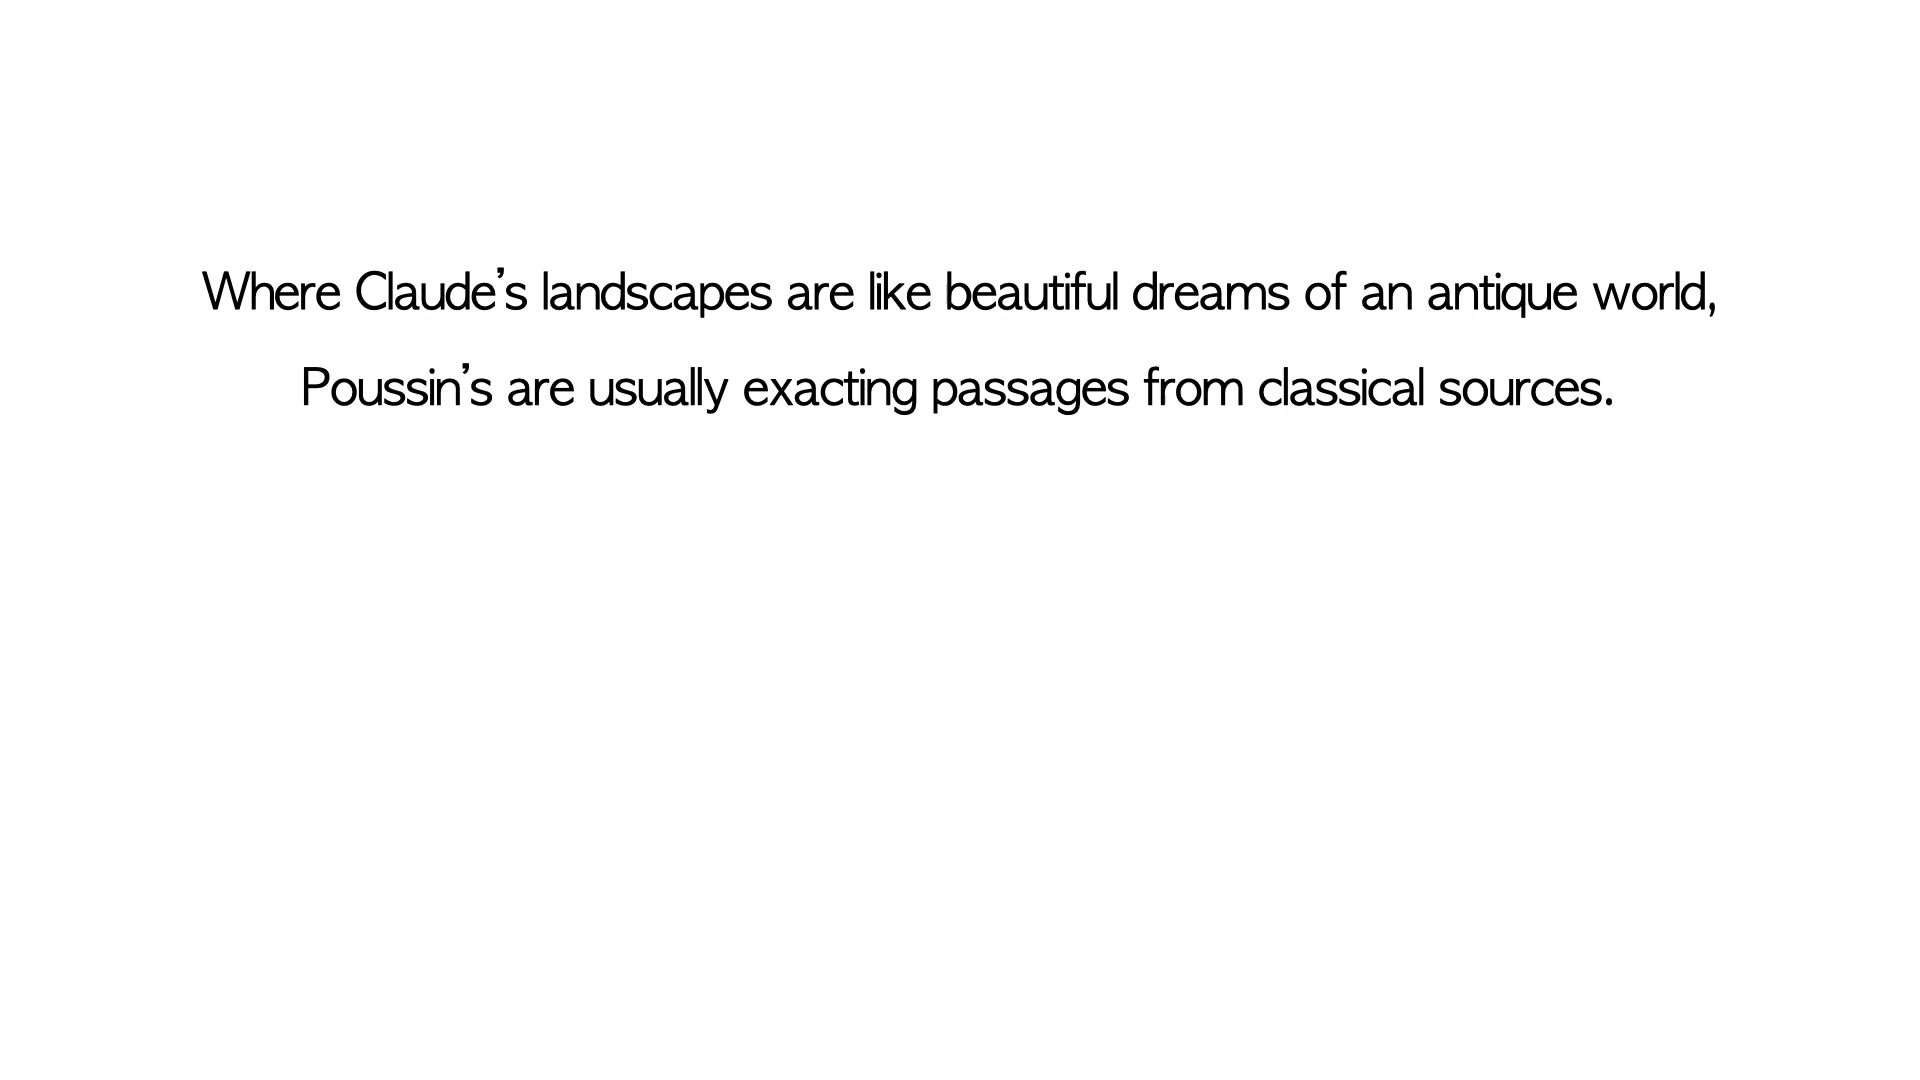 Where Claude’s landscapes are like beautiful dreams of an antique world,
Poussin’s are usually exacting passages from classical sources.